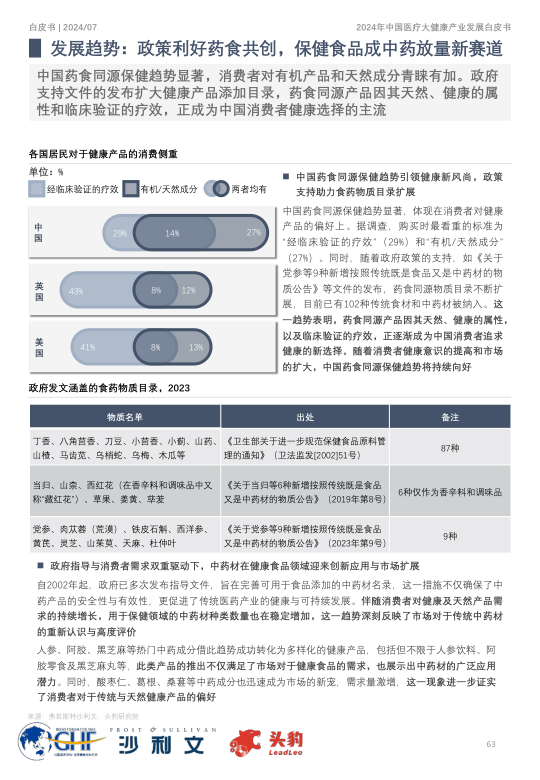 白皮书 | 2024/07
2024年中国医疗大健康产业发展白皮书
发展趋势：政策利好药食共创，保健食品成中药放量新赛道
中国药食同源保健趋势显著，消费者对有机产品和天然成分青睐有加。政府
支持文件的发布扩大健康产品添加目录，药食同源产品因其天然、健康的属
性和临床验证的疗效，正成为中国消费者健康选择的主流
各国居民对于健康产品的消费侧重
单位：%
经临床验证的疗效
有机/天然成分
两者均有
中国
29%
14%
27%
英国
43%
8%
12%
美国
41%
8%
13%
中国药食同源保健趋势引领健康新风尚，政策
支持助力食药物质目录扩展
中国药食同源保健趋势显著，体现在消费者对健康
产品的偏好上。据调查，购买时最看重的标准为
“经临床验证的疗效”（29%）和“有机/天然成分”
（27%）。同时，随着政府政策的支持，如《关于
党参等9种新增按照传统既是食品又是中药材的物
质公告》等文件的发布，药食同源物质目录不断扩
展，目前已有102种传统食材和中药材被纳入。这
一趋势表明，药食同源产品因其天然、健康的属性，
以及临床验证的疗效，正逐渐成为中国消费者追求
健康的新选择。随着消费者健康意识的提高和市场
的扩大，中国药食同源保健趋势将持续向好
政府发文涵盖的食药物质目录，2023
物质名单
出处
备注
丁香、八角茴香、刀豆、小茴香、小蓟、山药、
山楂、马齿苋、乌梢蛇、乌梅、木瓜等
《卫生部关于进一步规范保健食品原料管
理的通知》（卫法监发[2002]51号）
87种
当归、山柰、西红花（在香辛料和调味品中又
称“藏红花”）、草果、姜黄、荜茇
《关于当归等6种新增按照传统既是食品
又是中药材的物质公告》（2019年第8号）
6种仅作为香辛料和调味品
党参、肉苁蓉（荒漠）、铁皮石斛、西洋参、
黄芪、灵芝、山茱萸、天麻、杜仲叶
《关于党参等9种新增按照传统既是食品
又是中药材的物质公告》（2023年第9号）
9种
政府指导与消费者需求双重驱动下，中药材在健康食品领域迎来创新应用与市场扩展
自2002年起，政府已多次发布指导文件，旨在完善可用于食品添加的中药材名录，这一措施不仅确保了中
药产品的安全性与有效性，更促进了传统医药产业的健康与可持续发展。伴随消费者对健康及天然产品需
求的持续增长，用于保健领域的中药材种类数量也在稳定增加，这一趋势深刻反映了市场对于传统中药材
的重新认识与高度评价
人参、阿胶、黑芝麻等热门中药成分借此趋势成功转化为多样化的健康产品，包括但不限于人参饮料、阿
胶零食及黑芝麻丸等，此类产品的推出不仅满足了市场对于健康食品的需求，也展示出中药材的广泛应用
潜力。同时，酸枣仁、葛根、桑葚等中药成分也迅速成为市场的新宠，需求量激增，这一现象进一步证实
了消费者对于传统与天然健康产品的偏好
来源：弗若斯特沙利文，头豹研究院
GHF
FROST & SULLIVAN
沙利文
头豹
LeadLeo
63